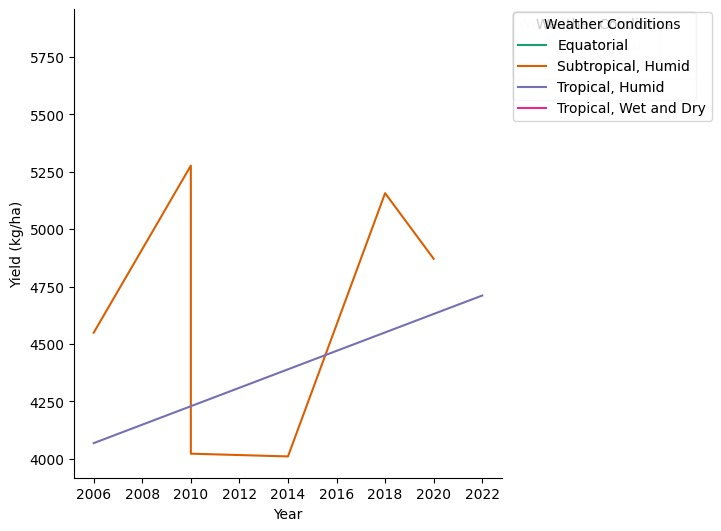 Weather Conditions
Equatorial
Subtropical, Humid
Tropical, Humid
Tropical, Wet and Dry
Yield (kg/ha)
5750
5500
5250
5000
4750
4500
4250
4000
2006 2008 2010 2012 2014 2016 2018 2020 2022
Year